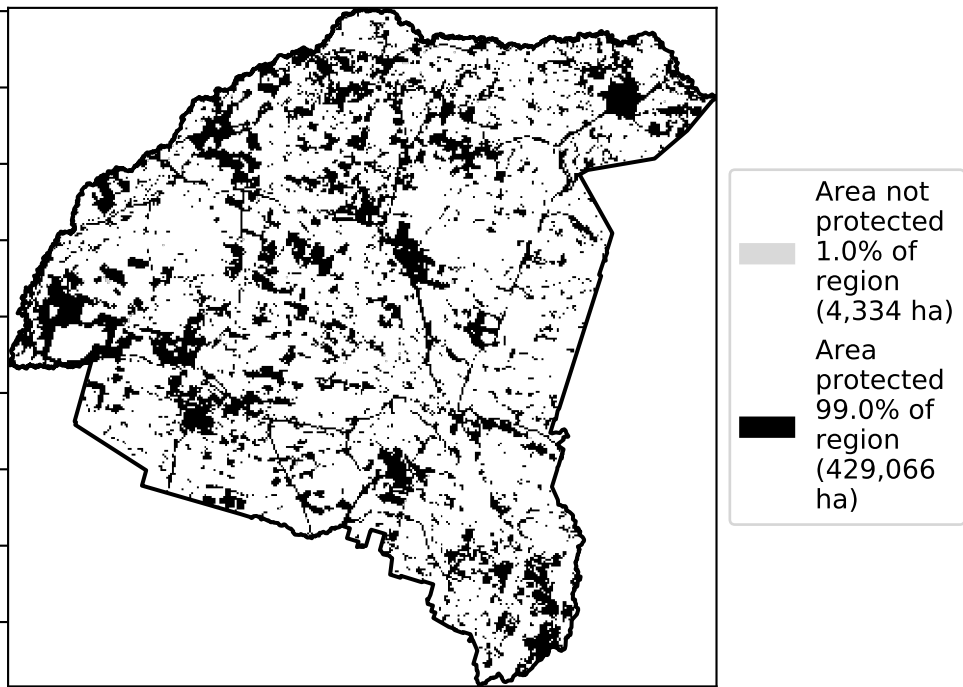 Area not
protected
1.0% of
region
(4,334 ha)
Area
protected
99.0% of
region
(429,066
ha)